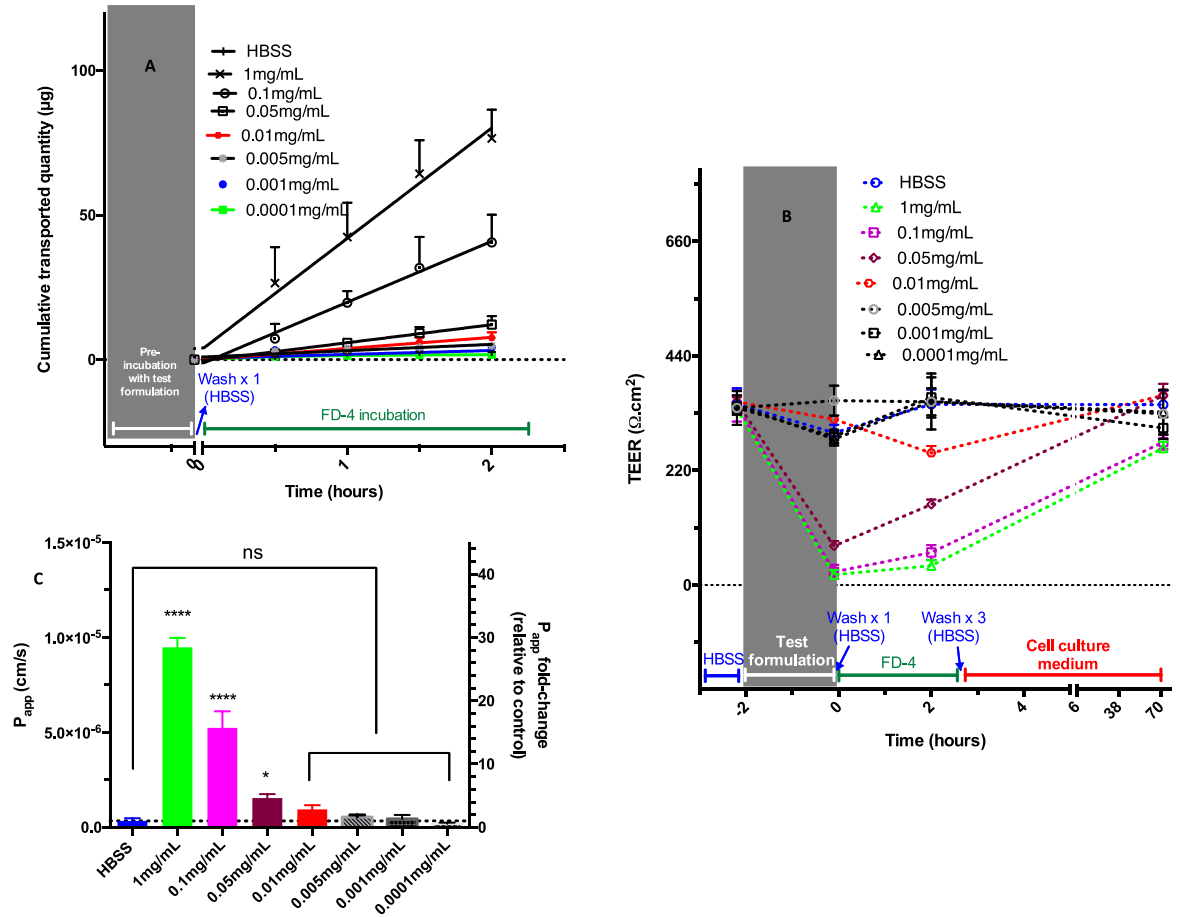 A
HBSS
1mg/mL
0.1mg/mL
0.05mg/mL
0.01mg/mL
0.005mg/mL
0.001mg/mL
0.0001mg/mL
100
50
0
Cumulative transported quantity (µg)
Pre-
incubation
with test
formulation
Wash x 1
(HBSS)
FD-4 incubation
0
1
2
Time (hours)
B
HBSS
1mg/mL
0.1mg/mL
0.05mg/mL
0.01mg/mL
0.005mg/mL
0.001mg/mL
0.0001mg/mL
660
440
220
0
TEER (Ω.cm²)
HBSS
Test
formulation
Wash x 1
(HBSS)
FD-4
Wash x 3
(HBSS)
Cell culture
medium
-2
0
2
4
6
38
70
Time (hours)
C
ns
1.5×10⁻⁵
1.0×10⁻⁵
5.0×10⁻⁶
0.0
Papp (cm/s)
****
****
*
40
30
20
10
0
Papp fold-change
(relative to control)
HBSS
1mg/mL
0.1mg/mL
0.05mg/mL
0.01mg/mL
0.005mg/mL
0.001mg/mL
0.0001mg/mL